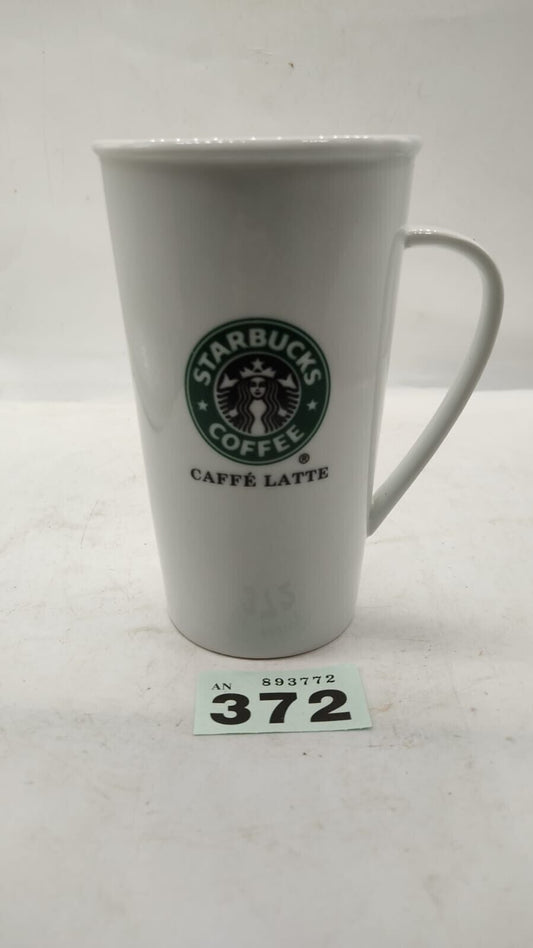 STARBUCKS
COFFEE
®
CAFFÉ LATTE
AN 893772
372